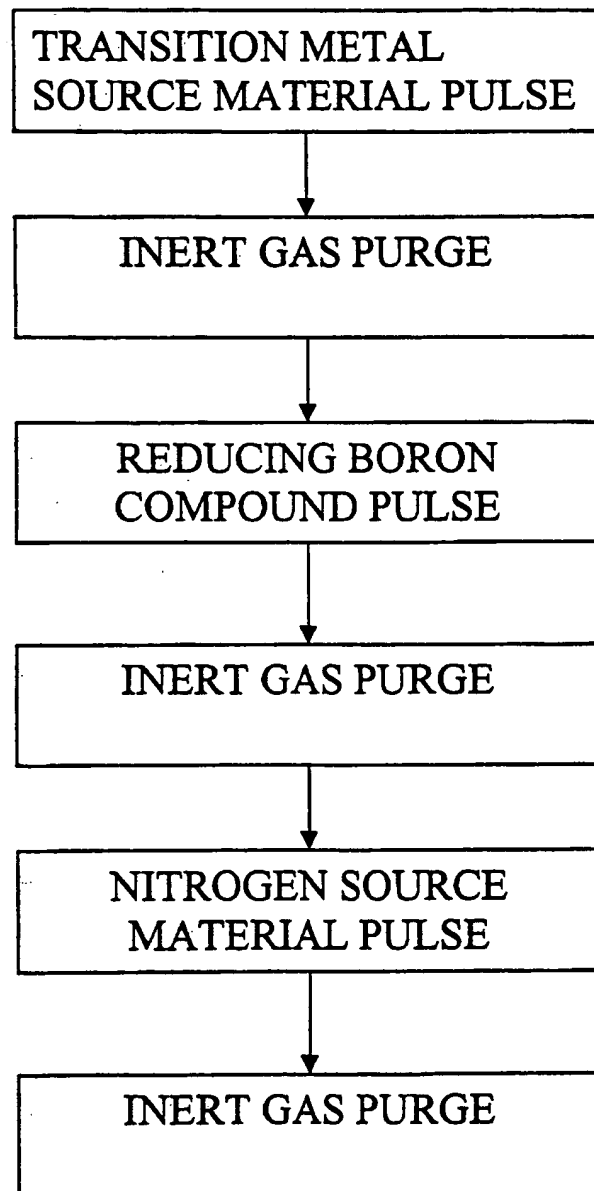 TRANSITION METAL
SOURCE MATERIAL PULSE
INERT GAS PURGE
REDUCING BORON
COMPOUND PULSE
INERT GAS PURGE
NITROGEN SOURCE
MATERIAL PULSE
INERT GAS PURGE